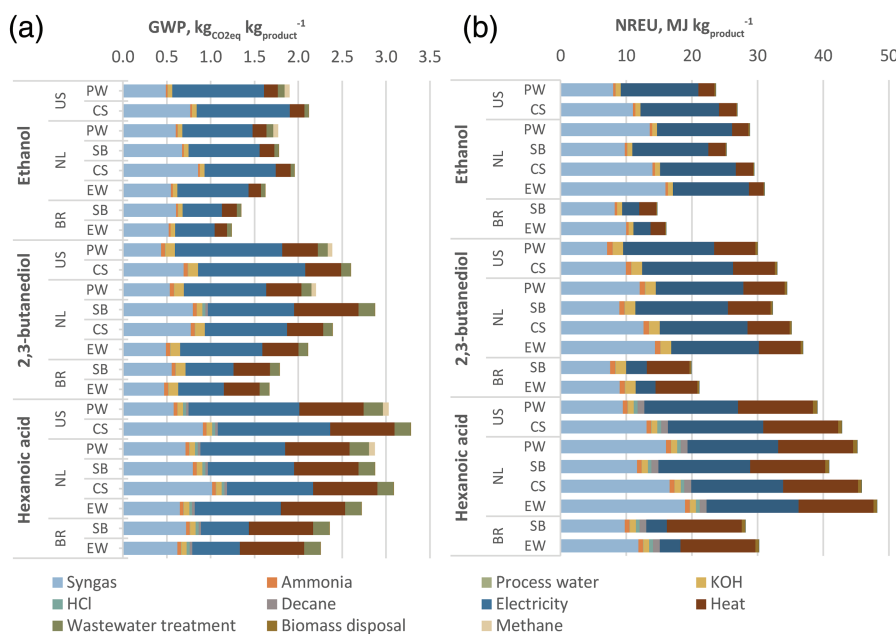 (a)
GWP, kgCO2eq kgproduct⁻¹
0.0 0.5 1.0 1.5 2.0 2.5 3.0 3.5
Ethanol
US
PW
CS
NL
PW
SB
CS
EW
BR
SB
EW
2,3-butanediol
US
PW
CS
NL
PW
SB
CS
EW
BR
SB
EW
Hexanoic acid
US
PW
CS
NL
PW
SB
CS
EW
BR
SB
EW
(b)
NREU, MJ kgproduct⁻¹
0 10 20 30 40 50
Ethanol
US
PW
CS
NL
PW
SB
CS
EW
BR
SB
EW
2,3-butanediol
US
PW
CS
NL
PW
SB
CS
EW
BR
SB
EW
Hexanoic acid
US
PW
CS
NL
PW
SB
CS
EW
BR
SB
EW
Syngas Ammonia Process water KOH
HCl Decane Electricity Heat
Wastewater treatment Biomass disposal Methane